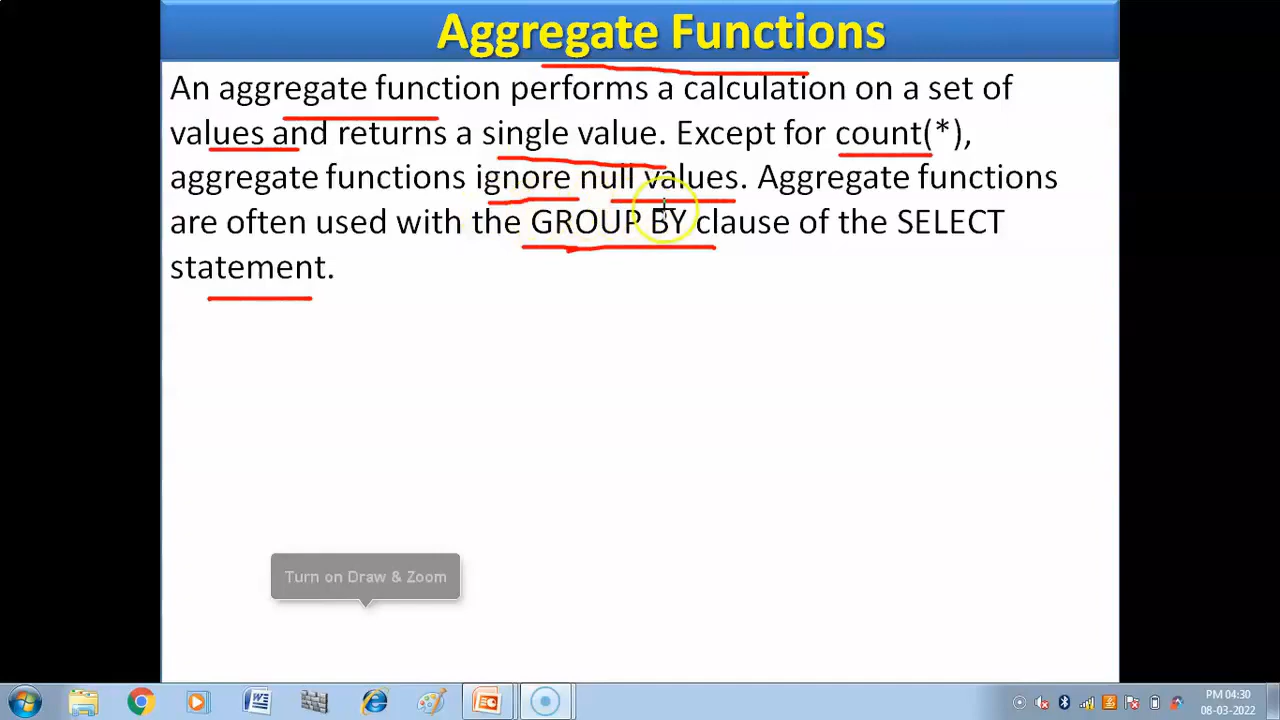 Aggregate Functions
An aggregate function performs a calculation on a set of
values and returns a single value. Except for count(*),
aggregate functions ignore null values. Aggregate functions
are often used with the GROUP BY clause of the SELECT
statement.
Turn on Draw & Zoom
PM 04:30
08-03-2022